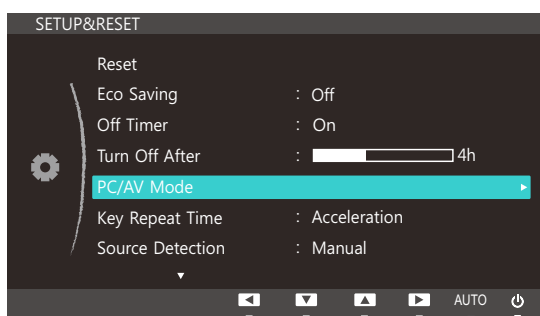 SETUP&RESET
Reset
Eco Saving : Off
Off Timer : On
Turn Off After : 4h
PC/AV Mode
Key Repeat Time : Acceleration
Source Detection : Manual
AUTO